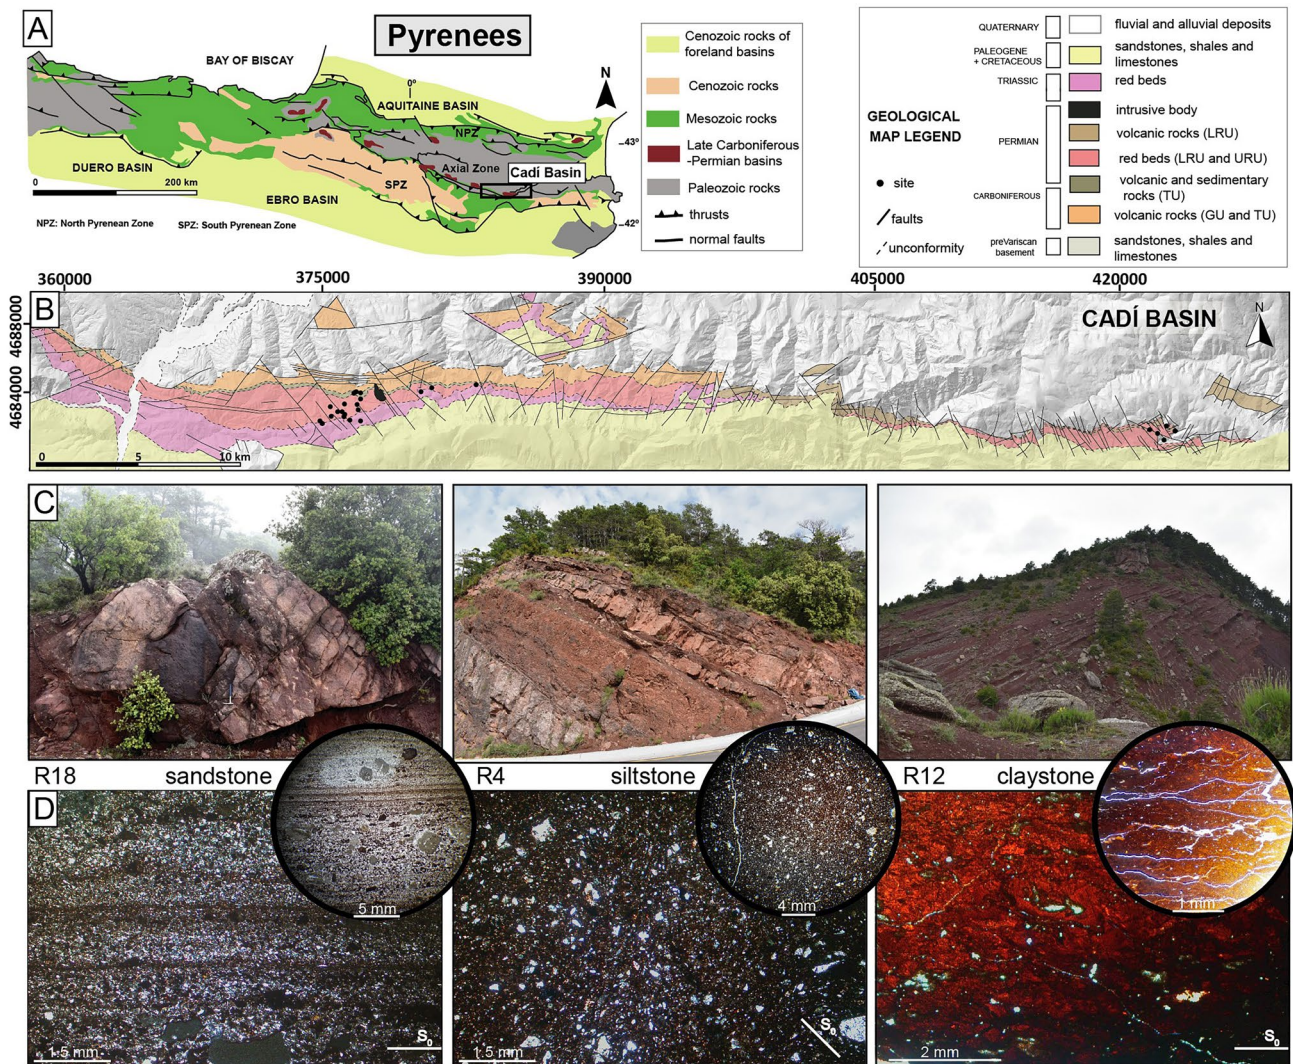 A
Pyrenees
BAY OF BISCAY
0°
N
AQUITAINE BASIN
NPZ
43°
Axial Zone
Cadí Basin
DUERO BASIN
SPZ
0 200 km
EBRO BASIN
42°
NPZ: North Pyrenean Zone SPZ: South Pyrenean Zone
Cenozoic rocks of
foreland basins
Cenozoic rocks
Mesozoic rocks
Late Carboniferous
-Permian basins
Paleozoic rocks
thrusts
normal faults
GEOLOGICAL
MAP LEGEND
site
faults
unconformity
QUATERNARY
fluvial and alluvial deposits
PALEOGENE
+ CRETACEOUS
sandstones, shales and
limestones
TRIASSIC
red beds
intrusive body
PERMIAN
volcanic rocks (LRU)
red beds (LRU and URU)
CARBONIFEROUS
volcanic and sedimentary
rocks (TU)
volcanic rocks (GU and TU)
preVariscan
basement
sandstones, shales and
limestones
360000 375000 390000 405000 420000
B
4688000
4684000
CADÍ BASIN
N
0 5 10 km
C
R18 sandstone
R4 siltstone
R12 claystone
D
5 mm
4 mm
1 mm
1.5 mm
S0
1.5 mm
S0
2 mm
S0